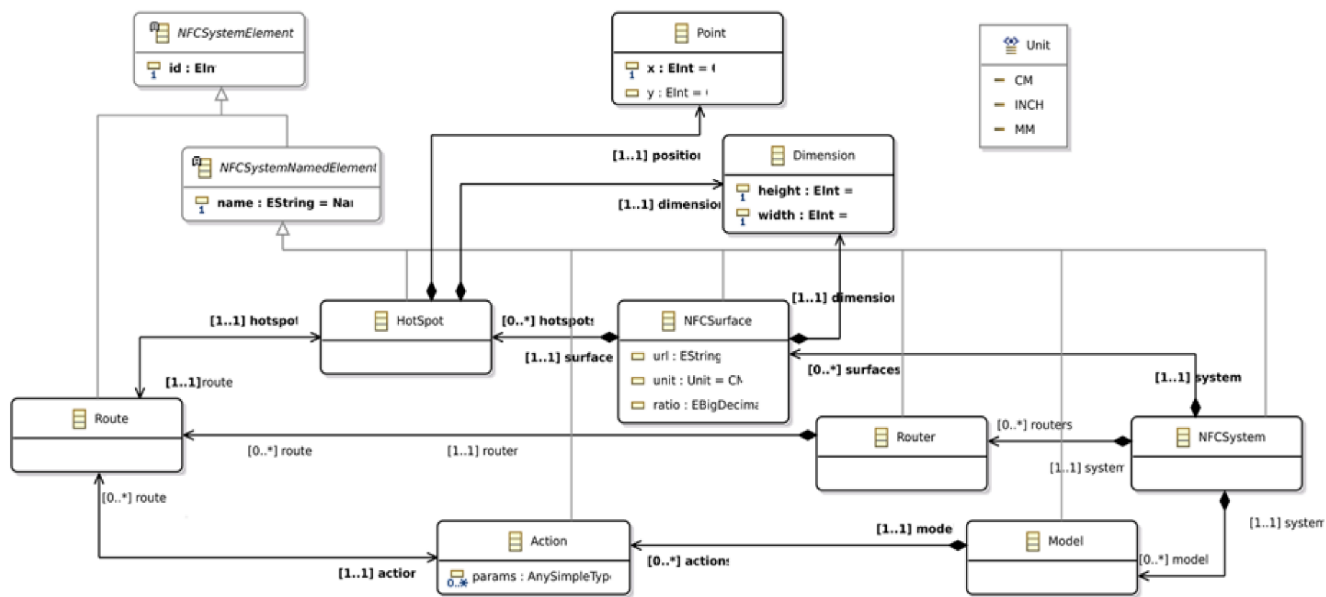 NFCSystemElement
id : EIn
Point
x : EInt =
y : EInt =
Unit
CM
INCH
MM
NFCSystemNamedElement
name : EString = Nai
[1..1] position
Dimension
height : EInt =
width : EInt =
[1..1] dimension
[1..1] dimension
HotSpot
[1..1] hotspot
[0..*] hotspots
[1..1] surface
NFCSurface
url : EString
unit : Unit = CM
ratio : EBigDecima
[0..*] surfaces
[1..1] system
[1..1]route
Route
[0..*] route
[1..1] router
Router
[0..*] routers
[1..1] system
NFCSystem
[0..*] route
Action
0..*
params : AnySimpleType
[1..1] action
[0..*] actions
[1..1] mode
Model
[0..*] model
[1..1] system